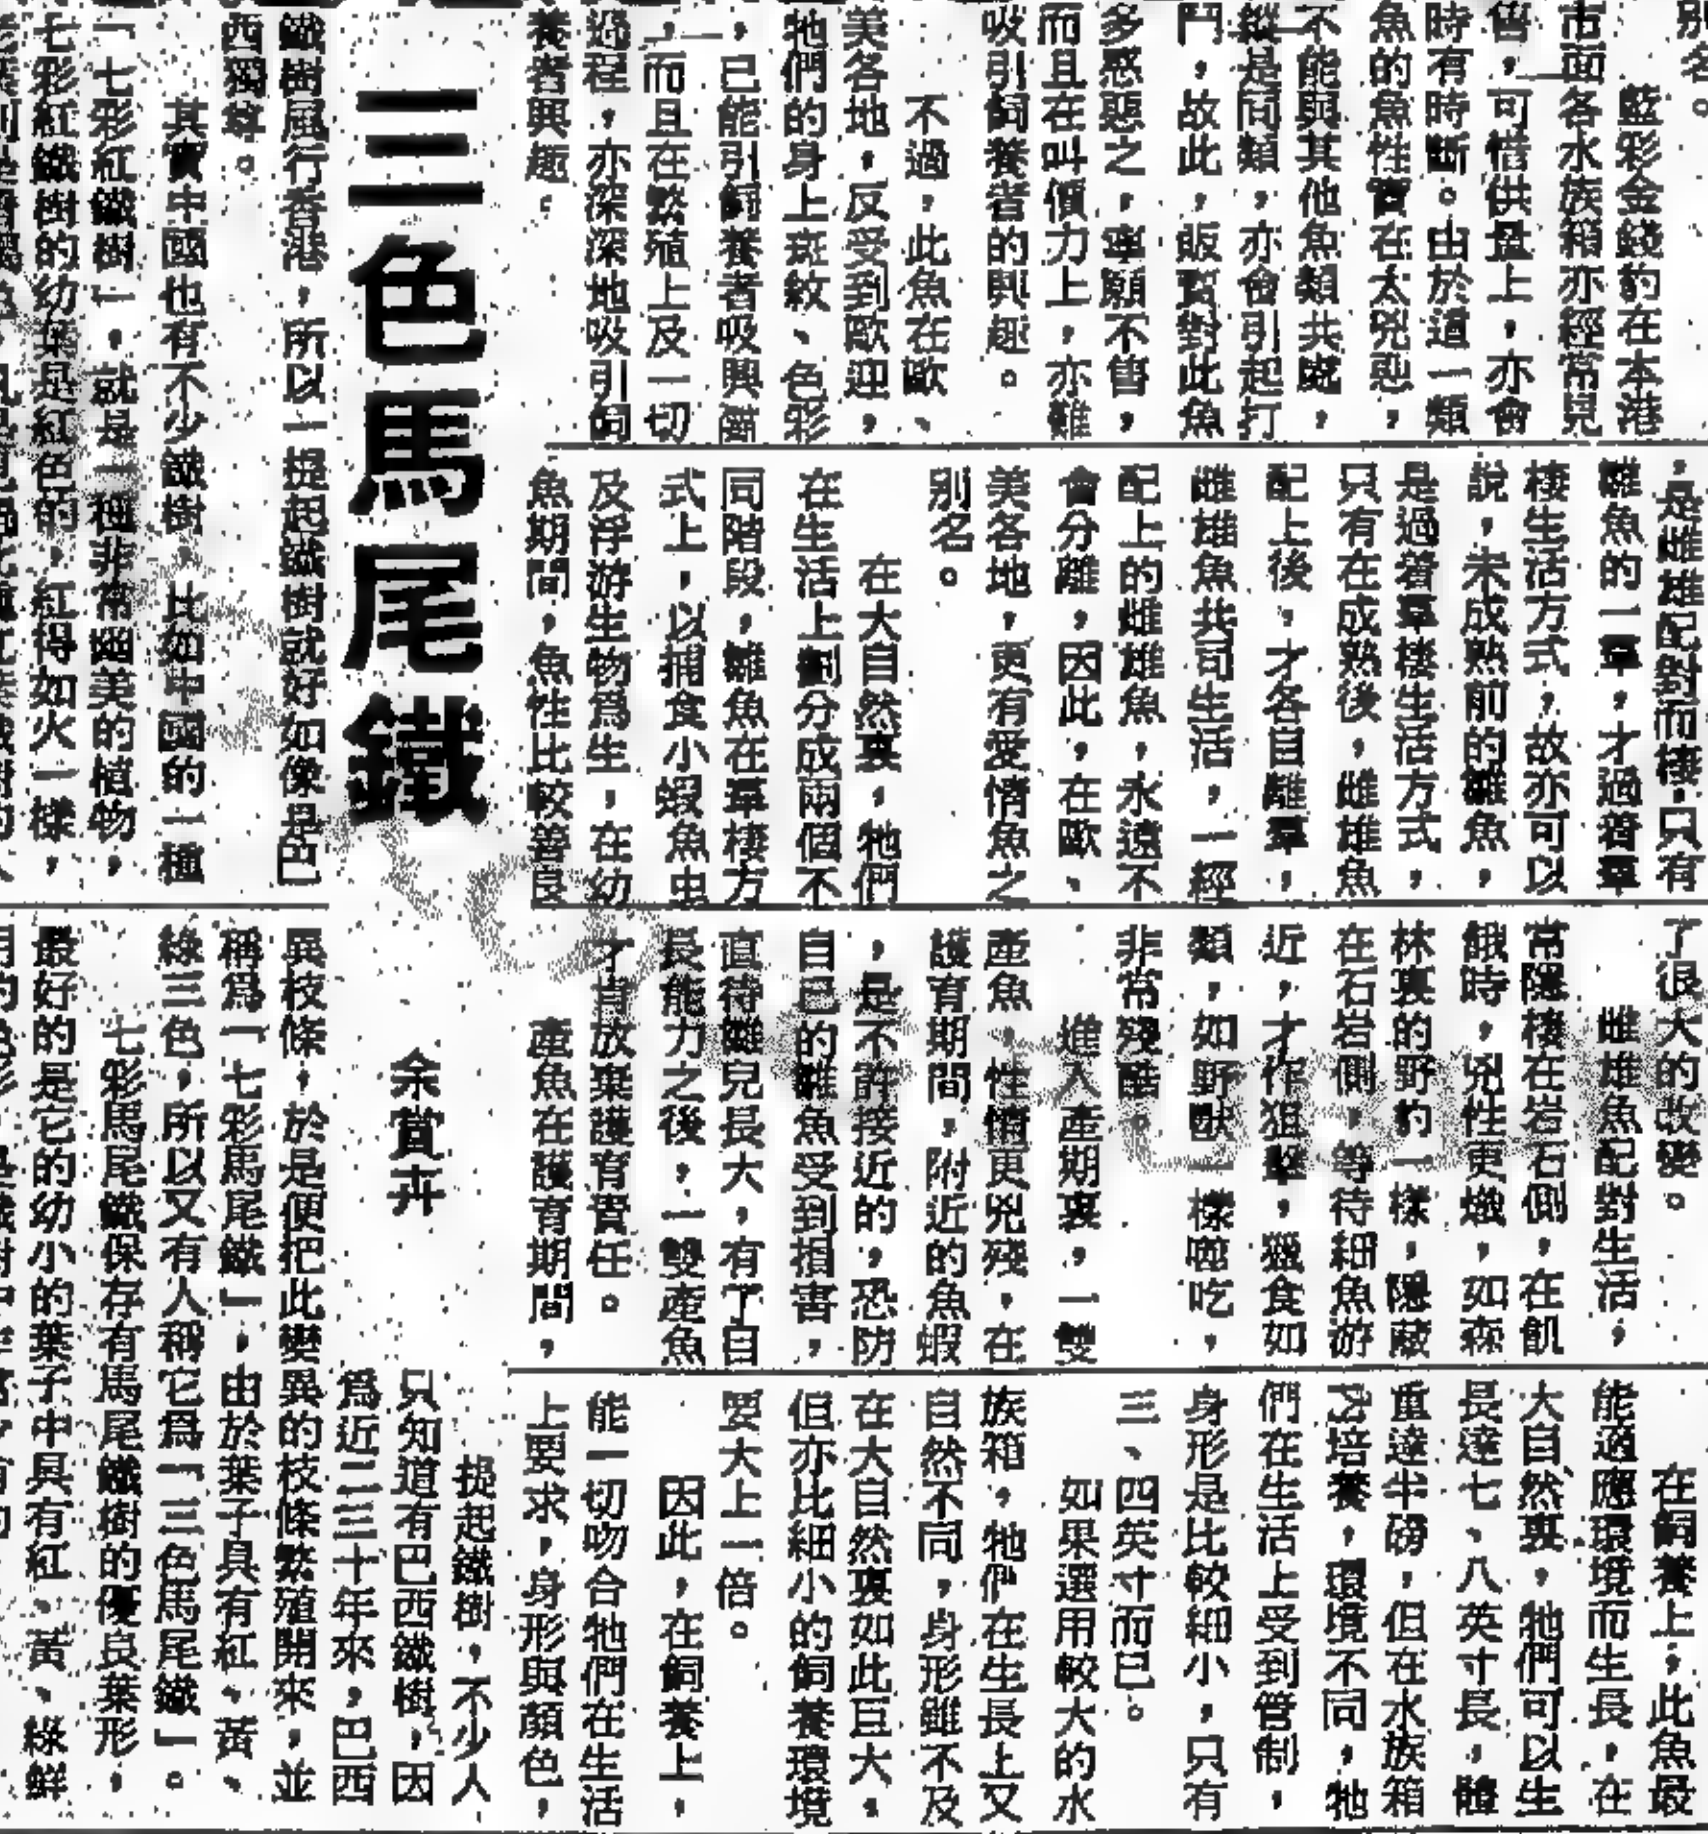 別名。
藍彩金錢豹在本港
市面各水族箱亦經常見
售,可惜供量上,亦會
時有時斷。由於這一類
魚的魚性實在太兇惡,
不能與其他魚類共處,
縱是同類,亦會引起打
鬥,故此,販賣對此魚
多惑惡之,寧願不售,
而且在叫價力上,亦難
吸引飼養者的興趣。
不過,此魚在歐、
美各地,反受到歐迎,
牠們的身上斑紋、色彩
,已能引飼養者吸興
,而且在繁殖上及一切
過程,亦深深地吸引飼
養者興趣。
,是雌雄配對而棲,只有
雛魚的一羣,才過着羣
棲生活方式,故亦可以
說,未成熟前的雛魚,
是過着羣棲生活方式,
只有在成熟後,雌雄魚
配上後,才各自離羣,
雌雄魚共同生活,一經
配上的雌雄魚,永遠不
會分離,因此,在歐、
美各地,更有愛情魚之
別名。
在大自然裏,牠們
在生活上劃分成兩個不
同階段,雛魚在羣棲方
式上,以捕食小蝦魚虫
及浮游生物爲生,在幼
魚期間,魚性比較善良
了很大的改變。
雌雄魚配對生活,
常隱棲在岩石側,在飢
餓時,兇性更熾,如森
林裏的野豹一樣,隱蔽
在石岩側,等待細魚游
近,才作狙擊,獵食如
類,如野獸一樣噬吃,
非常殘酷。
進入產期裏,一雙
產魚,性情更兇殘,在
護育期間,附近的魚蝦
,是不許接近的,恐防
自己的雛魚受到損害,
直待雛兒長大,有了自
長能力之後,一雙產魚
才肯放棄護育責任。
產魚在護育期間,
在飼養上,此魚最
能適應環境而生長,在
大自然裏,牠們可以生
長達七、八英寸長,體
重達半磅,但在水族箱
培養,環境不同,牠
們在生活上受到管制,
身形是比較細小,只有
三、四英寸而已。
如果選用較大的水
族箱,牠們在生長上又
自然不同,身形雖不及
在大自然裏如此巨大,
但亦比細小的飼養環境
要大上一倍。
因此,在飼養上,
能一切吻合牠們在生活
上要求,身形與顏色,
三色馬尾鐵
余賞卉
提起鐵樹,不少人
只知道有巴西鐵樹,因
爲近二三十年來,巴西
鐵樹風行香港,所以一提起鐵樹就好如像是巴
西獨尊。
其實中國也有不少鐵樹,比如中國的一種
「七彩紅鐵樹」,就是一種非常幽美的植物,
七彩紅鐵樹的幼葉是紅色的,紅得如火一樣,
異枝條,於是便把此變異的枝條繁殖開來,並
稱爲「七彩馬尾鐵」,由於葉子具有紅、黃、
綠三色,所以又有人稱它爲「三色馬尾鐵」。
七彩馬尾鐵保存有馬尾鐵樹的優良葉形,
最好的是它的幼小的葉子中具有紅、黃、綠鮮